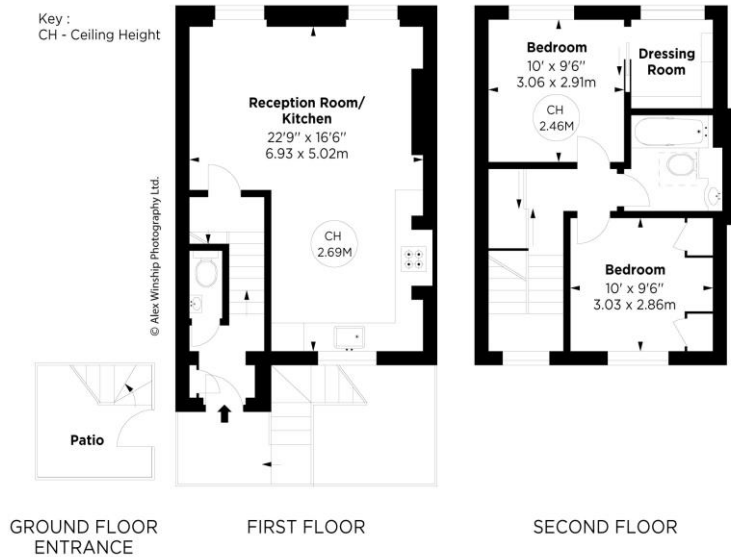 Key :
CH - Ceiling Height
Reception Room/
Kitchen
22'9" x 16'6"
6.93 x 5.02m
CH
2.69M
© Alex Winship Photography Ltd.
Patio
Bedroom
10' x 9'6"
3.06 x 2.91m
CH
2.46M
Dressing
Room
Bedroom
10' x 9'6"
3.03 x 2.86m
GROUND FLOOR
ENTRANCE
FIRST FLOOR
SECOND FLOOR